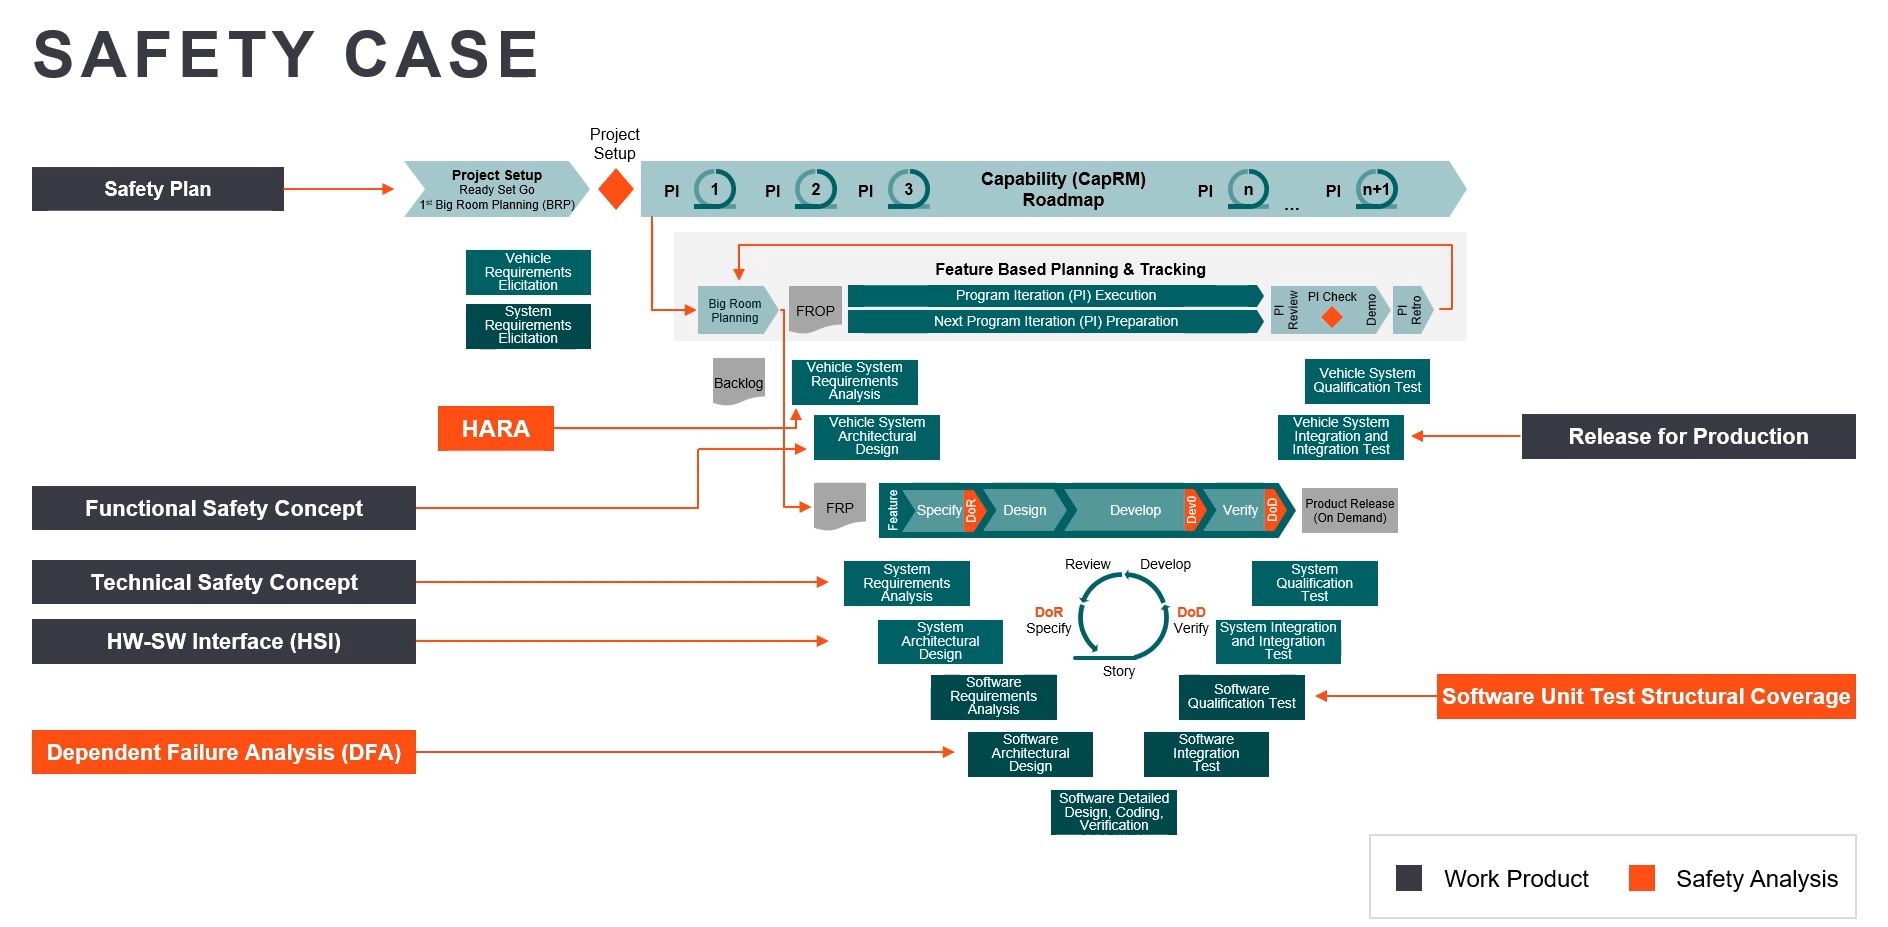 SAFETY CASE
Project
Setup
Safety Plan
Project Setup
Ready Set Go
1st Big Room Planning (BRP)
PI 1
PI 2
PI 3
Capability (CapRM)
Roadmap
PI n
...
PI n+1
Vehicle
Requirements
Elicitation
System
Requirements
Elicitation
Feature Based Planning & Tracking
Big Room
Planning
FROP
Program Iteration (PI) Execution
Next Program Iteration (PI) Preparation
PI
Review
PI Check
Demo
PI
Retro
Backlog
Vehicle System
Requirements
Analysis
Vehicle System
Qualification Test
HARA
Vehicle System
Architectural
Design
Vehicle System
Integration and
Integration Test
Release for Production
Functional Safety Concept
FRP
Feature
Specify
DoR
Design
Develop
Dev0
Verify
DoD
Product Release
(On Demand)
Technical Safety Concept
System
Requirements
Analysis
Review
Develop
DoR
Specify
DoD
Verify
Story
System
Qualification
Test
HW-SW Interface (HSI)
System
Architectural
Design
System Integration
and Integration
Test
Software
Requirements
Analysis
Software
Qualification Test
Software Unit Test Structural Coverage
Dependent Failure Analysis (DFA)
Software
Architectural
Design
Software
Integration
Test
Software Detailed
Design, Coding,
Verification
Work Product
Safety Analysis